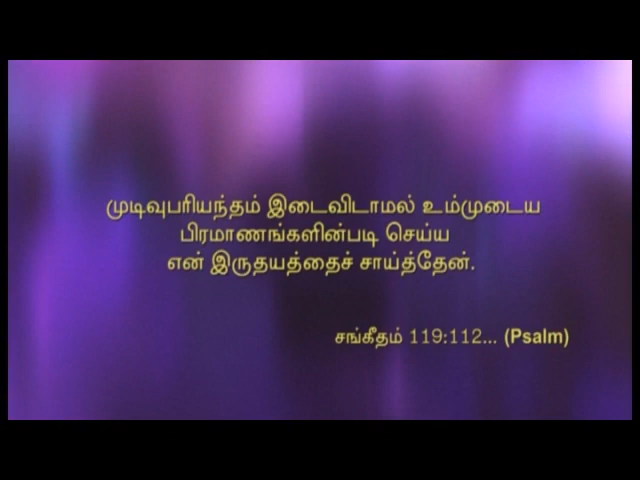 முடிவுபரியந்தம் இடைவிடாமல் உம்முடைய
பிரமாணங்களின்படி செய்ய
என் இருதயத்தைச் சாய்த்தேன்.
சங்கீதம் 119:112... (Psalm)